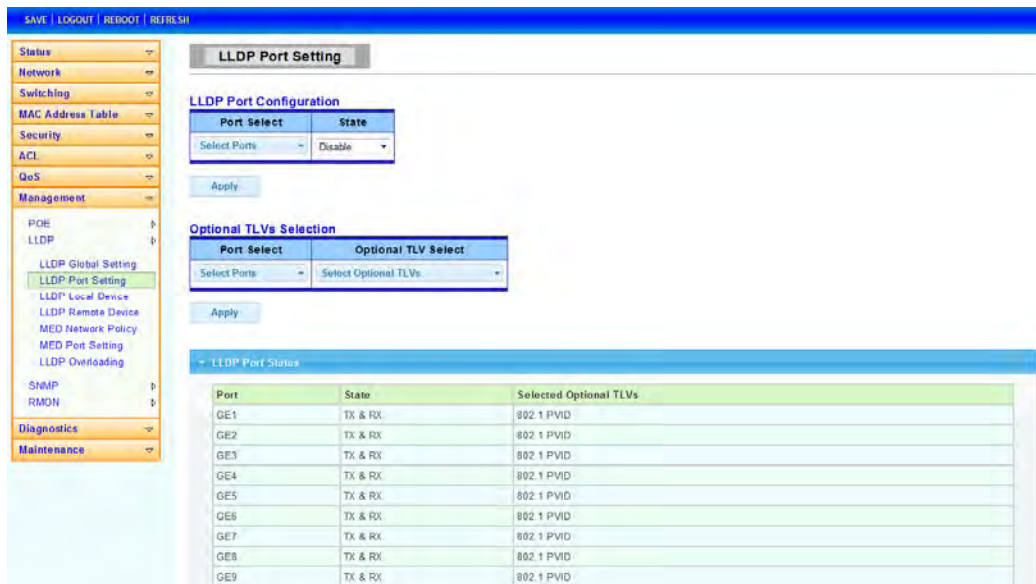 SAVE | LOGOUT | REBOOT | REFRESH
Status
Network
Switching
MAC Address Table
Security
ACL
QoS
Management
POE
LLDP
LLDP Global Setting
LLDP Port Setting
LLDP Local Device
LLDP Remote Device
MED Network Policy
MED Port Setting
LLDP Overloading
SNMP
RMON
Diagnostics
Maintenance
LLDP Port Setting
LLDP Port Configuration
Port Select State
Select Ports Disable
Apply
Optional TLVs Selection
Port Select Optional TLV Select
Select Ports Select Optional TLVs
Apply
LLDP Port Status
Port State Selected Optional TLVs
GE1 TX & RX 802.1 PVID
GE2 TX & RX 802.1 PVID
GE3 TX & RX 802.1 PVID
GE4 TX & RX 802.1 PVID
GE5 TX & RX 802.1 PVID
GE6 TX & RX 802.1 PVID
GE7 TX & RX 802.1 PVID
GE8 TX & RX 802.1 PVID
GE9 TX & RX 802.1 PVID